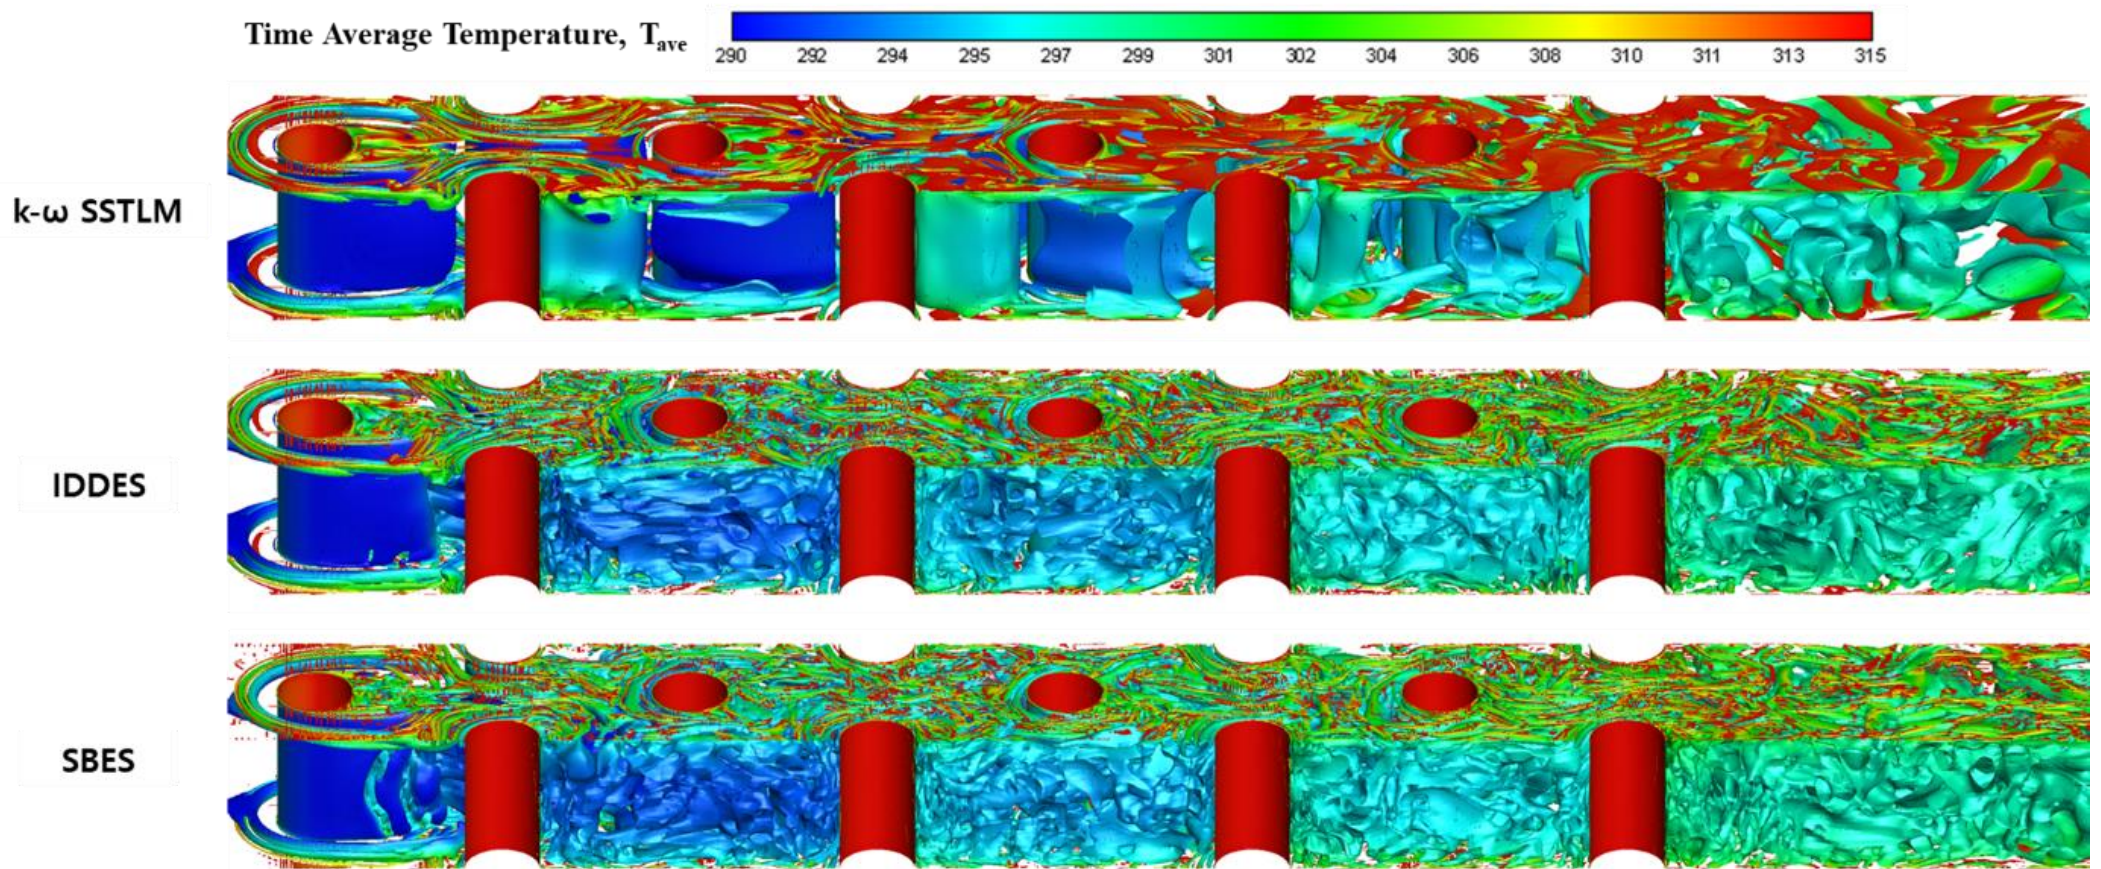 Time Average Temperature, Tave
290 292 294 295 297 299 301 302 304 306 308 310 311 313 315
k-ω SSTLM
IDDES
SBES